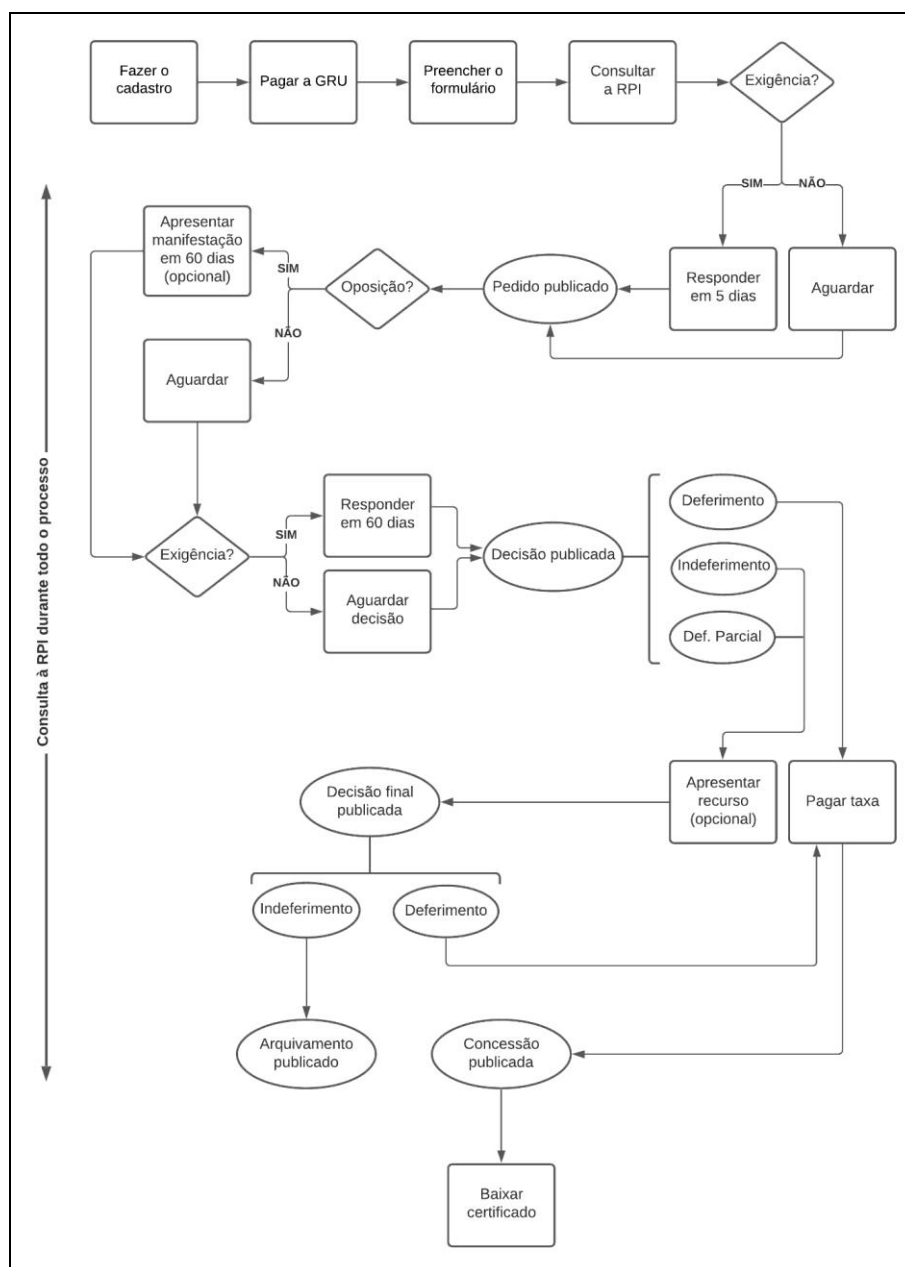 Fazer o
cadastro
Pagar a GRU
Preencher o
formulário
Consultar
a RPI
Exigência?
SIM
NÃO
Apresentar
manifestação
em 60 dias
(opcional)
SIM
Oposição?
Pedido publicado
Responder
em 5 dias
Aguardar
NÃO
Aguardar
Consulta à RPI durante todo o processo
Exigência?
SIM
NÃO
Responder
em 60 dias
Aguardar
decisão
Decisão publicada
Deferimento
Indeferimento
Def. Parcial
Decisão final
publicada
Apresentar
recurso
(opcional)
Pagar taxa
Indeferimento
Deferimento
Arquivamento
publicado
Concessão
publicada
Baixar
certificado